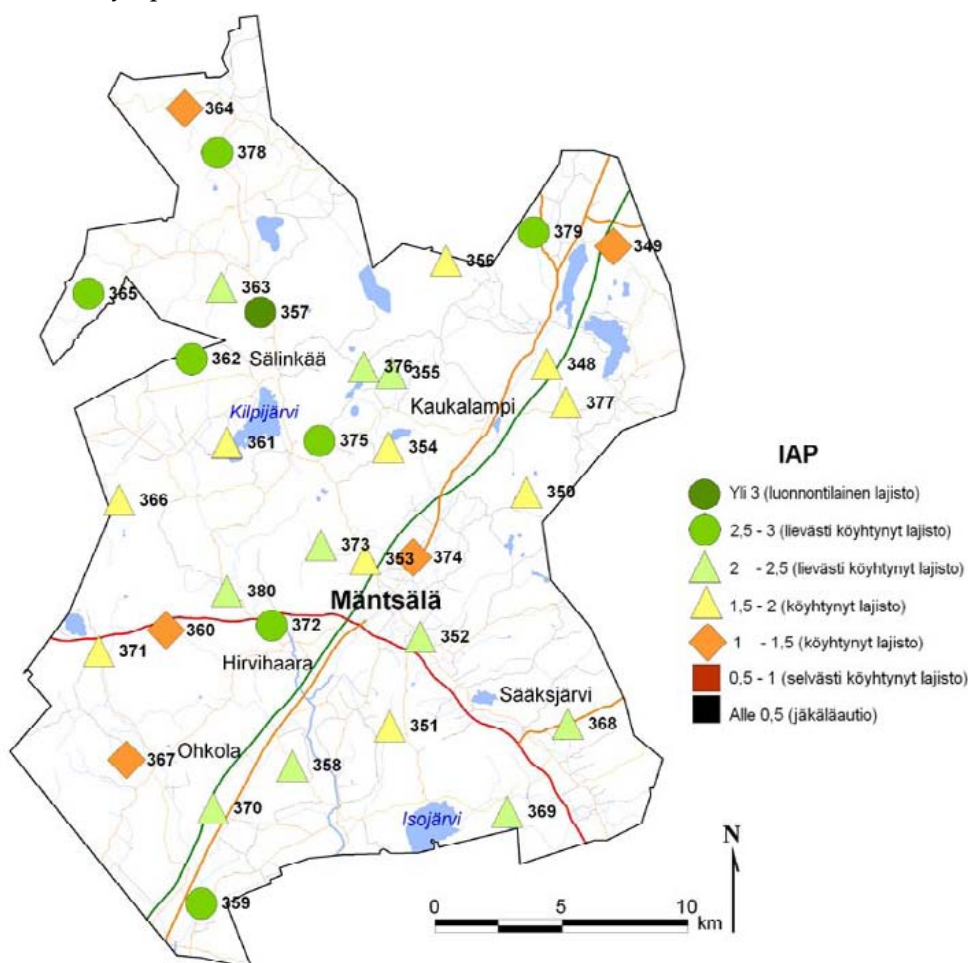 364
378
379
349
356
363
365
357
362
Sälinkää
348
376
355
Kaukalampi
377
Kilpijärvi
361
375
354
IAP
366
350
Yli 3 (luonnontilainen lajisto)
2,5 - 3 (lievästi köyhtynyt lajisto)
373
353
374
2 - 2,5 (lievästi köyhtynyt lajisto)
380
Mäntsälä
1,5 - 2 (köyhtynyt lajisto)
360
372
352
1 - 1,5 (köyhtynyt lajisto)
371
Hirvihaara
0,5 - 1 (selvästi köyhtynyt lajisto)
Sääksjärvi
Alle 0,5 (jäkäläautio)
351
368
367
Ohkola
358
370
Isojärvi
369
N
359
0 5 10
km